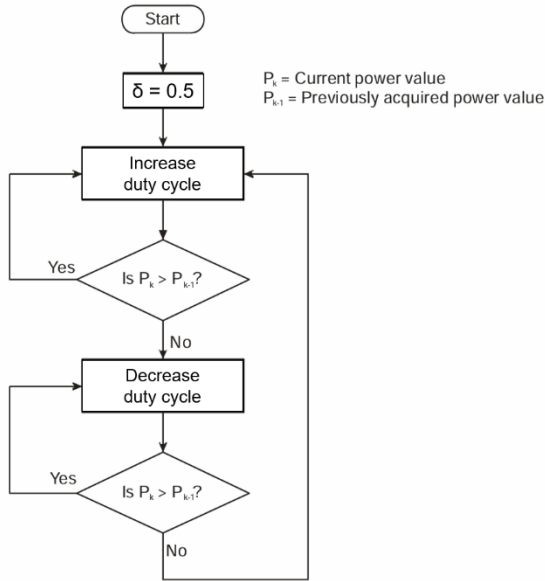 Start
δ = 0.5
Pk = Current power value
Pk-1 = Previously acquired power value
Increase
duty cycle
Yes
Is Pk > Pk-1?
No
Decrease
duty cycle
Yes
Is Pk > Pk-1?
No